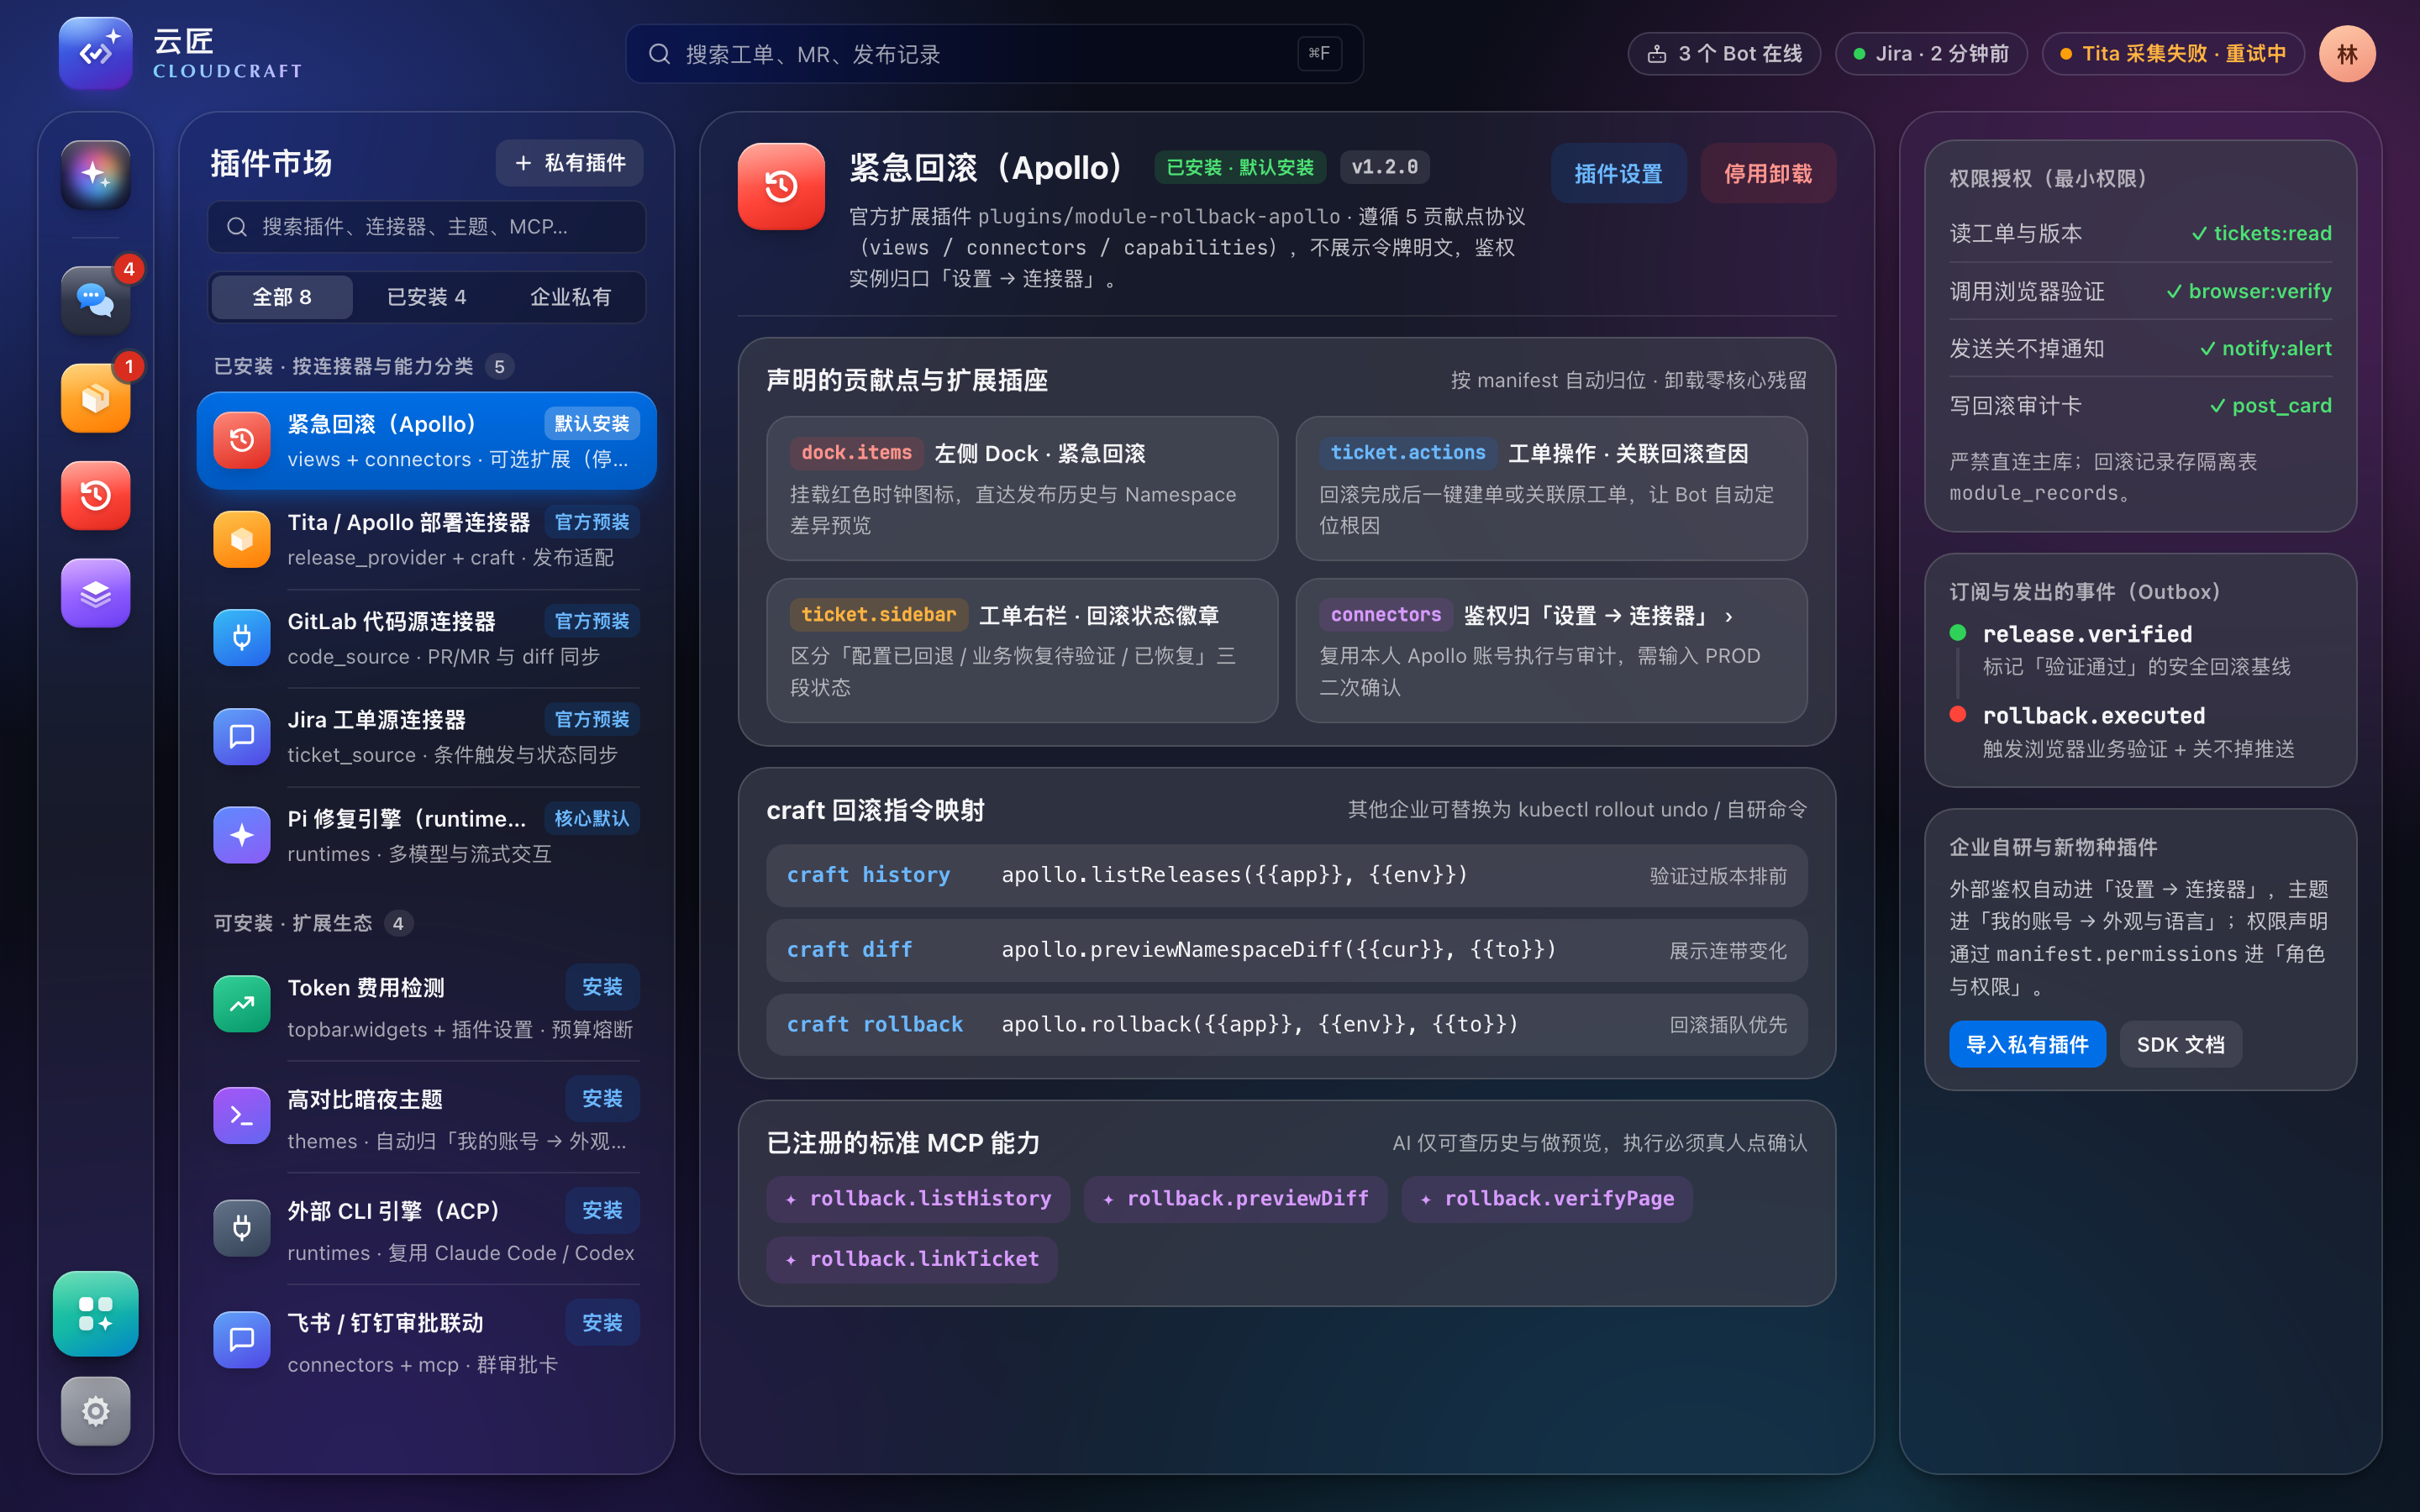 云匠
CLOUDCRAFT
搜索工单、MR、发布记录
⌘F
3 个 Bot 在线
Jira · 2 分钟前
Tita 采集失败 · 重试中
林
4
1
插件市场
+ 私有插件
搜索插件、连接器、主题、MCP...
全部 8
已安装 4
企业私有
已安装 · 按连接器与能力分类 5
紧急回滚（Apollo） 默认安装
views + connectors · 可选扩展（停...
Tita / Apollo 部署连接器 官方预装
release_provider + craft · 发布适配
GitLab 代码源连接器 官方预装
code_source · PR/MR 与 diff 同步
Jira 工单源连接器 官方预装
ticket_source · 条件触发与状态同步
Pi 修复引擎（runtime... 核心默认
runtimes · 多模型与流式交互
可安装 · 扩展生态 4
Token 费用检测 安装
topbar.widgets + 插件设置 · 预算熔断
高对比暗夜主题 安装
themes · 自动归「我的账号 → 外观...
外部 CLI 引擎（ACP） 安装
runtimes · 复用 Claude Code / Codex
飞书 / 钉钉审批联动 安装
connectors + mcp · 群审批卡
紧急回滚（Apollo） 已安装 · 默认安装 v1.2.0
插件设置
停用卸载
官方扩展插件 plugins/module-rollback-apollo · 遵循 5 贡献点协议
（views / connectors / capabilities），不展示令牌明文，鉴权
实例归口「设置 → 连接器」。
声明的贡献点与扩展插座
按 manifest 自动归位 · 卸载零核心残留
dock.items 左侧 Dock · 紧急回滚
挂载红色时钟图标，直达发布历史与 Namespace
差异预览
ticket.actions 工单操作 · 关联回滚查因
回滚完成后一键建单或关联原工单，让 Bot 自动定
位根因
ticket.sidebar 工单右栏 · 回滚状态徽章
区分「配置已回退 / 业务恢复待验证 / 已恢复」三
段状态
connectors 鉴权归「设置 → 连接器」 ›
复用本人 Apollo 账号执行与审计，需输入 PROD
二次确认
craft 回滚指令映射
其他企业可替换为 kubectl rollout undo / 自研命令
craft history apollo.listReleases({{app}}, {{env}}) 验证过版本排前
craft diff apollo.previewNamespaceDiff({{cur}}, {{to}}) 展示连带变化
craft rollback apollo.rollback({{app}}, {{env}}, {{to}}) 回滚插队优先
已注册的标准 MCP 能力
AI 仅可查历史与做预览，执行必须真人点确认
✦ rollback.listHistory
✦ rollback.previewDiff
✦ rollback.verifyPage
✦ rollback.linkTicket
权限授权（最小权限）
读工单与版本 ✓ tickets:read
调用浏览器验证 ✓ browser:verify
发送关不掉通知 ✓ notify:alert
写回滚审计卡 ✓ post_card
严禁直连主库；回滚记录存隔离表
module_records。
订阅与发出的事件（Outbox）
release.verified
标记「验证通过」的安全回滚基线
rollback.executed
触发浏览器业务验证 + 关不掉推送
企业自研与新物种插件
外部鉴权自动进「设置 → 连接器」，主题
进「我的账号 → 外观与语言」；权限声明
通过 manifest.permissions 进「角色
与权限」。
导入私有插件
SDK 文档